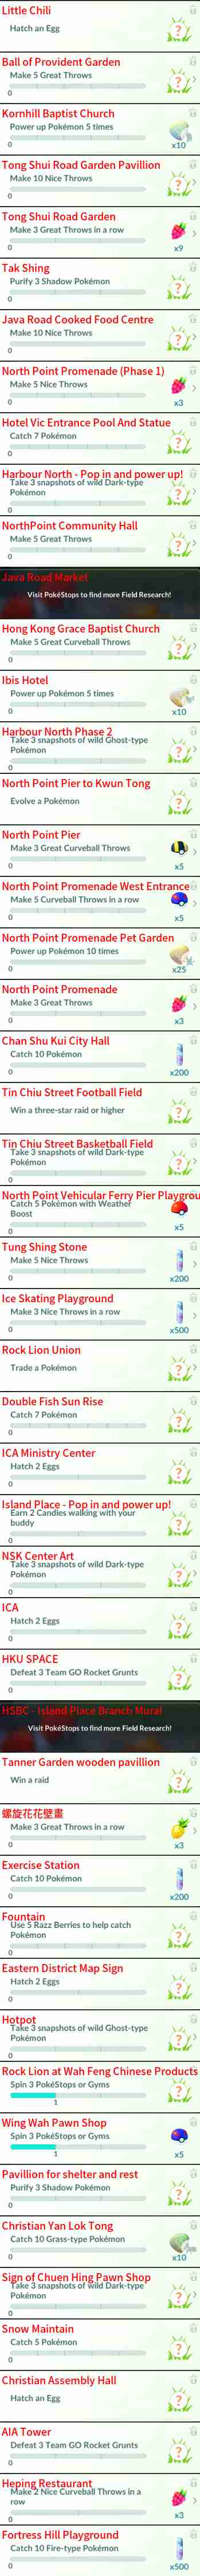 Little Chili
Hatch an Egg
?
Ball of Provident Garden
Make 5 Great Throws
?
0
Kornhill Baptist Church
Power up Pokémon 5 times
0
x10
Tong Shui Road Garden Pavillion
Make 10 Nice Throws
?
0
Tong Shui Road Garden
Make 3 Great Throws in a row
0
x9
Tak Shing
Purify 3 Shadow Pokémon
?
0
Java Road Cooked Food Centre
Make 10 Nice Throws
?
0
North Point Promenade (Phase 1)
Make 5 Nice Throws
0
x3
Hotel Vic Entrance Pool And Statue
Catch 7 Pokémon
?
0
Harbour North - Pop in and power up!
Take 3 snapshots of wild Dark-type
Pokémon
?
0
NorthPoint Community Hall
Make 5 Great Throws
?
0
Java Road Market
Visit PokéStops to find more Field Research!
Hong Kong Grace Baptist Church
Make 5 Great Curveball Throws
?
0
Ibis Hotel
Power up Pokémon 5 times
0
x10
Harbour North Phase 2
Take 3 snapshots of wild Ghost-type
Pokémon
?
0
North Point Pier to Kwun Tong
Evolve a Pokémon
?
North Point Pier
Make 3 Great Curveball Throws
0
x5
North Point Promenade West Entrance
Make 5 Curveball Throws in a row
0
x5
North Point Promenade Pet Garden
Power up Pokémon 10 times
0
x25
North Point Promenade
Make 3 Great Throws
0
x3
Chan Shu Kui City Hall
Catch 10 Pokémon
0
x200
Tin Chiu Street Football Field
Win a three-star raid or higher
?
Tin Chiu Street Basketball Field
Take 3 snapshots of wild Dark-type
Pokémon
?
0
North Point Vehicular Ferry Pier Playgrou
Catch 5 Pokémon with Weather
Boost
0
x5
Tung Shing Stone
Make 5 Nice Throws
0
x200
Ice Skating Playground
Make 3 Nice Throws in a row
0
x500
Rock Lion Union
Trade a Pokémon
?
Double Fish Sun Rise
Catch 7 Pokémon
?
0
ICA Ministry Center
Hatch 2 Eggs
?
0
Island Place - Pop in and power up!
Earn 2 Candies walking with your
buddy
?
0
NSK Center Art
Take 3 snapshots of wild Dark-type
Pokémon
?
0
ICA
Hatch 2 Eggs
?
0
HKU SPACE
Defeat 3 Team GO Rocket Grunts
?
0
HSBC - Island Place Branch Mural
Visit PokéStops to find more Field Research!
Tanner Garden wooden pavillion
Win a raid
?
螺旋花花壁畫
Make 3 Great Throws in a row
0
x3
Exercise Station
Catch 10 Pokémon
0
x200
Fountain
Use 5 Razz Berries to help catch
Pokémon
?
0
Eastern District Map Sign
Hatch 2 Eggs
?
0
Hotpot
Take 3 snapshots of wild Ghost-type
Pokémon
?
0
Rock Lion at Wah Feng Chinese Products
Spin 3 PokéStops or Gyms
?
1
Wing Wah Pawn Shop
Spin 3 PokéStops or Gyms
1
x5
Pavillion for shelter and rest
Purify 3 Shadow Pokémon
?
0
Christian Yan Lok Tong
Catch 10 Grass-type Pokémon
0
x10
Sign of Chuen Hing Pawn Shop
Take 3 snapshots of wild Dark-type
Pokémon
?
0
Snow Maintain
Catch 5 Pokémon
?
0
Christian Assembly Hall
Hatch an Egg
?
AIA Tower
Defeat 3 Team GO Rocket Grunts
?
0
Heping Restaurant
Make 2 Nice Curveball Throws in a
row
0
x3
Fortress Hill Playground
Catch 10 Fire-type Pokémon
0
x500